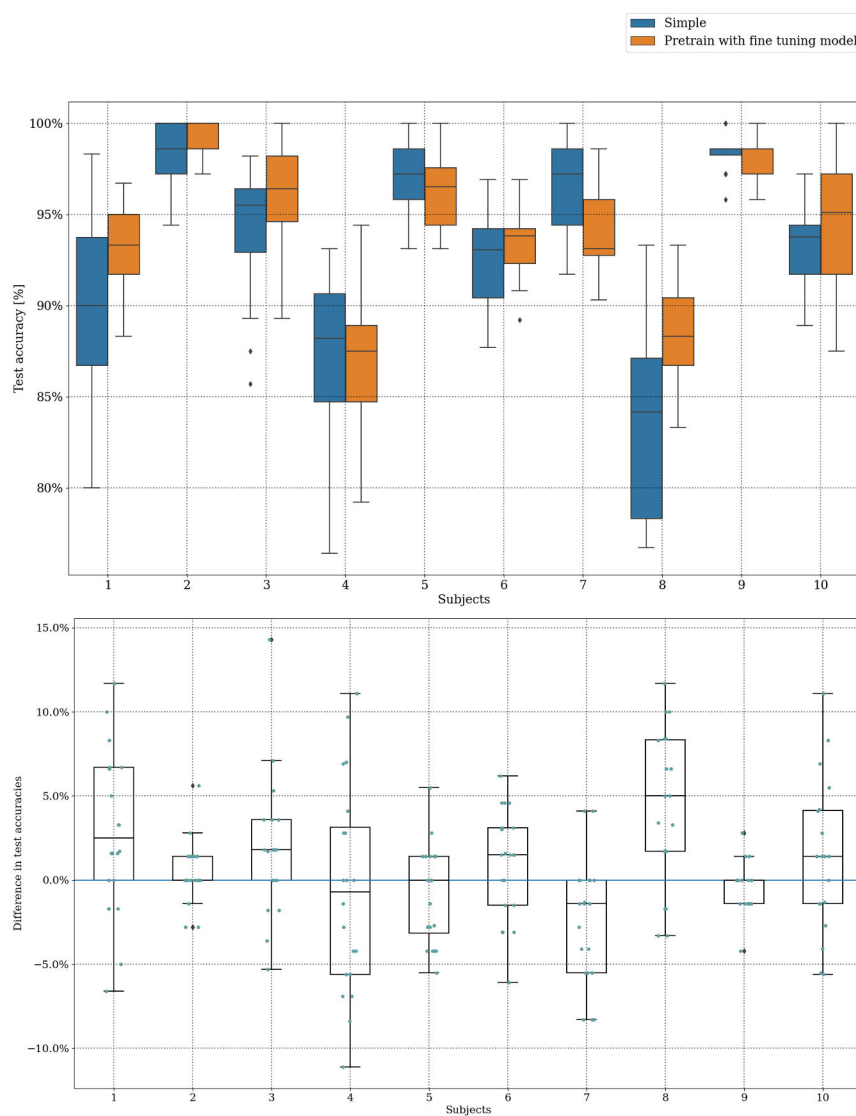 Simple
Pretrain with fine tuning model
100%
95%
90%
85%
80%
Test accuracy [%]
1 2 3 4 5 6 7 8 9 10
Subjects
15.0%
10.0%
5.0%
0.0%
−5.0%
−10.0%
Difference in test accuracies
1 2 3 4 5 6 7 8 9 10
Subjects